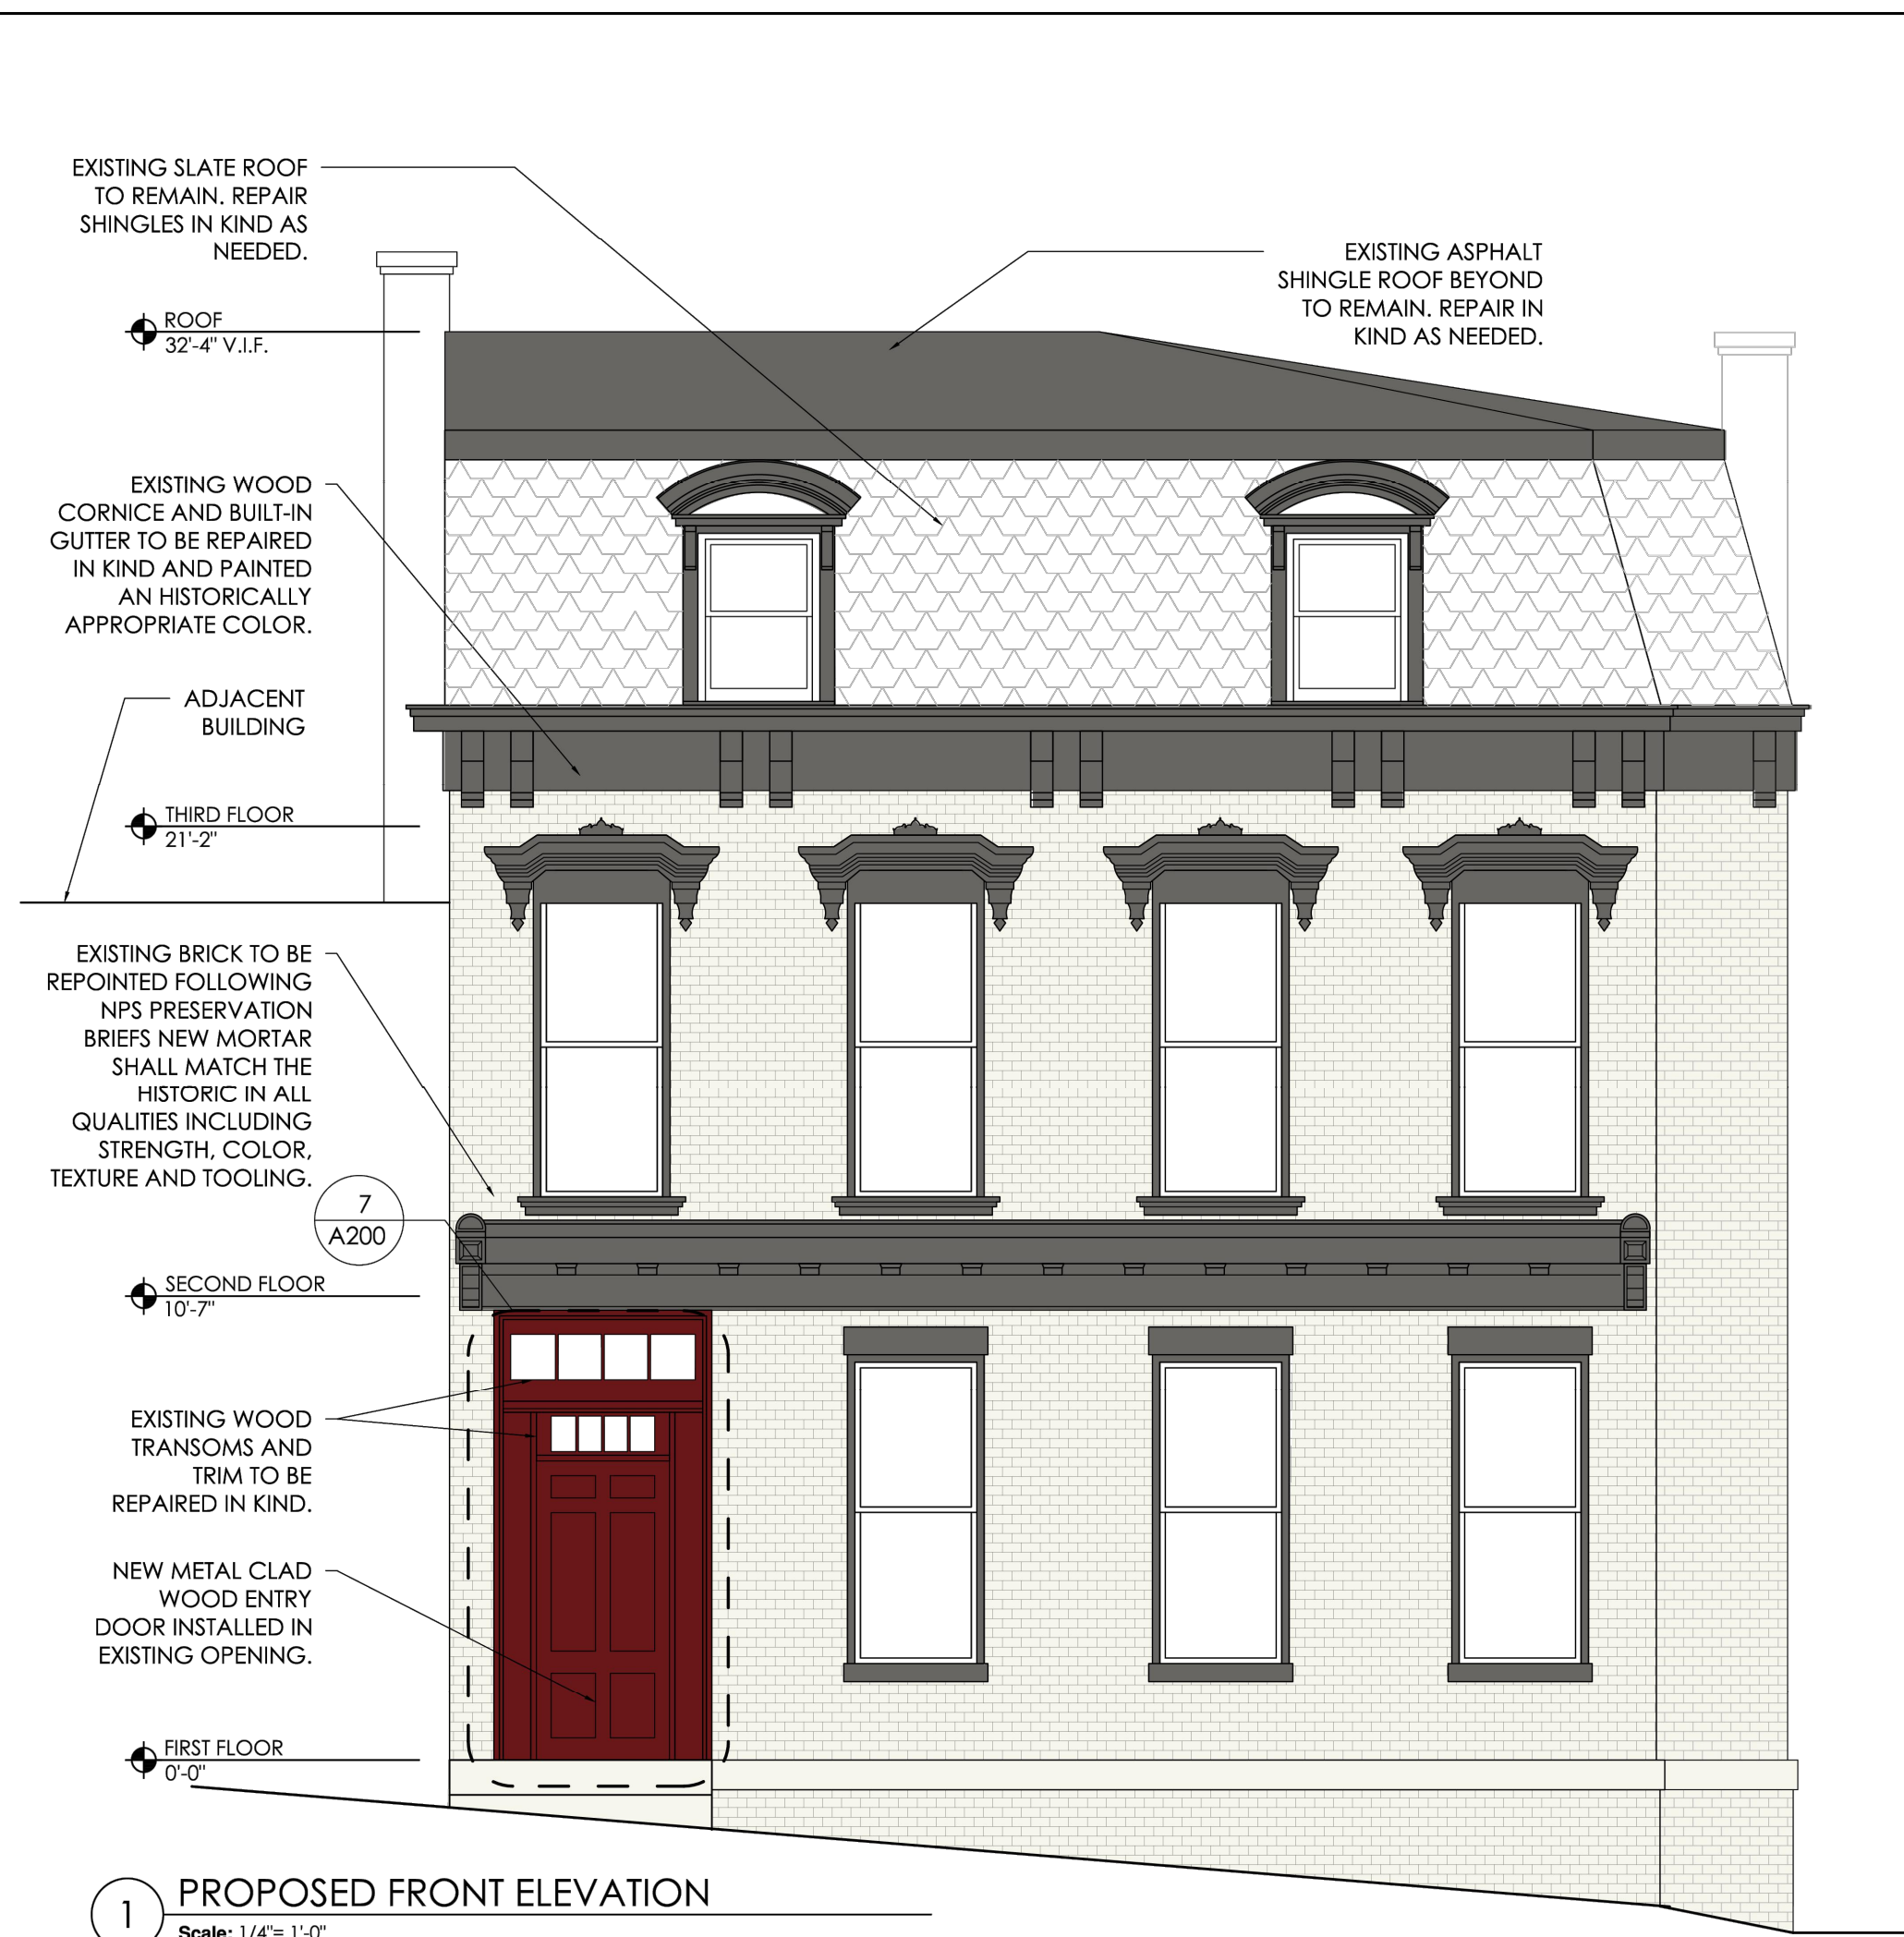 EXISTING SLATE ROOF
TO REMAIN. REPAIR
SHINGLES IN KIND AS
NEEDED.
EXISTING ASPHALT
SHINGLE ROOF BEYOND
TO REMAIN. REPAIR IN
KIND AS NEEDED.
ROOF
32'-4" V.I.F.
EXISTING WOOD
CORNICE AND BUILT-IN
GUTTER TO BE REPAIRED
IN KIND AND PAINTED
AN HISTORICALLY
APPROPRIATE COLOR.
ADJACENT
BUILDING
THIRD FLOOR
21'-2"
EXISTING BRICK TO BE
REPOINTED FOLLOWING
NPS PRESERVATION
BRIEFS NEW MORTAR
SHALL MATCH THE
HISTORIC IN ALL
QUALITIES INCLUDING
STRENGTH, COLOR,
TEXTURE AND TOOLING.
7
A200
SECOND FLOOR
10'-7"
EXISTING WOOD
TRANSOMS AND
TRIM TO BE
REPAIRED IN KIND.
NEW METAL CLAD
WOOD ENTRY
DOOR INSTALLED IN
EXISTING OPENING.
FIRST FLOOR
0'-0"
1
PROPOSED FRONT ELEVATION
Scale: 1/4"= 1'-0"